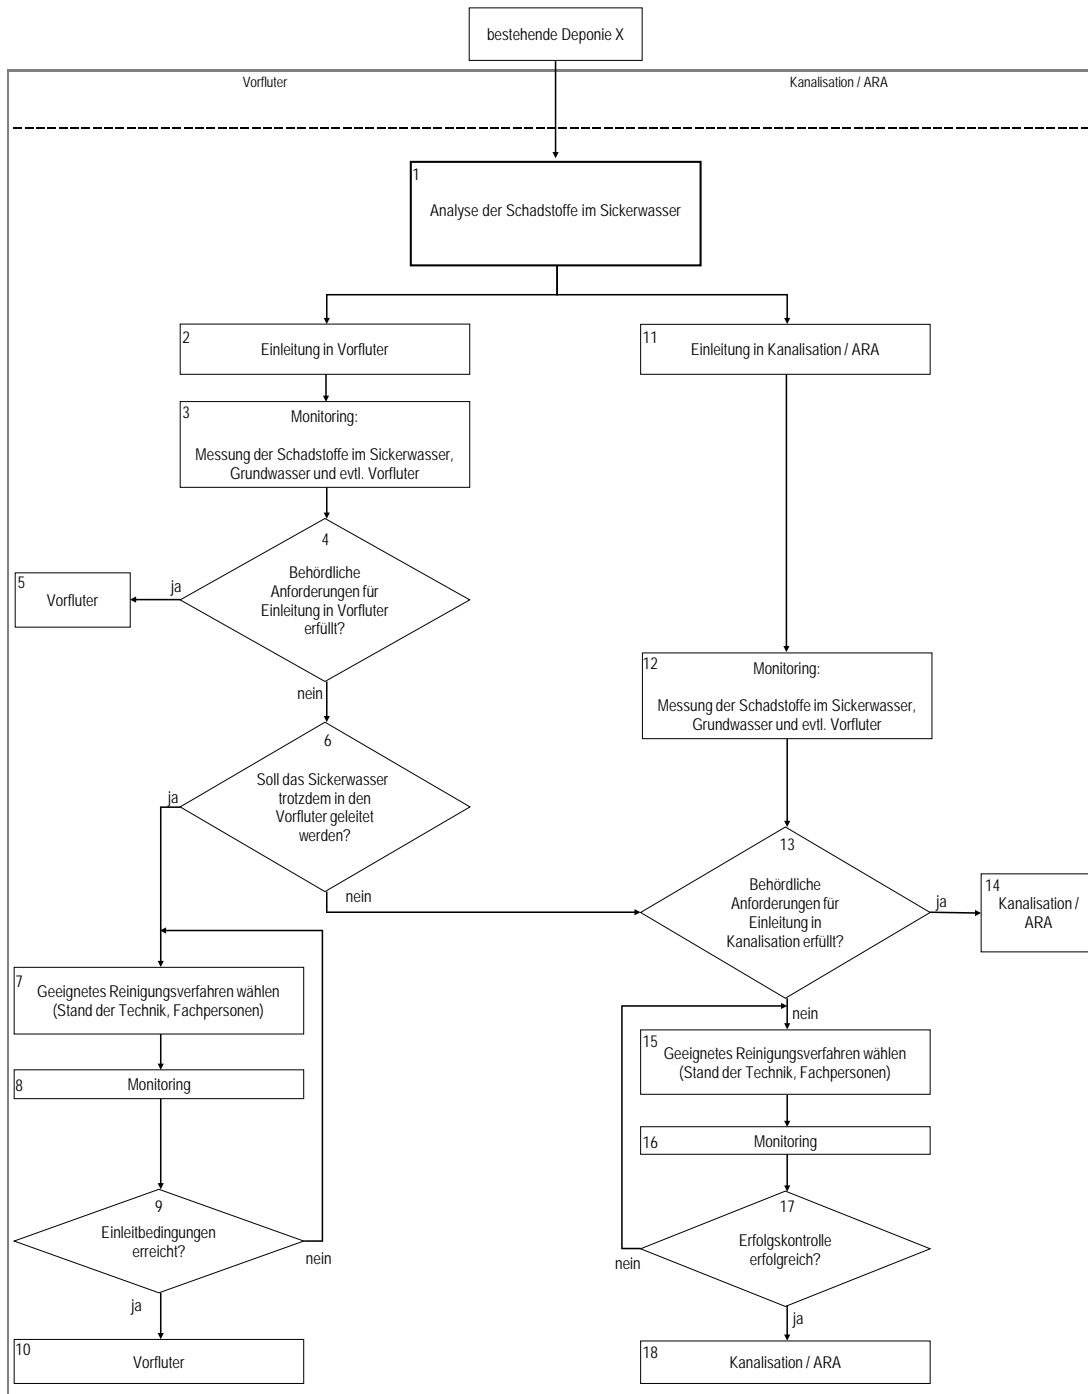 bestehende Deponie X
Vorfluter
Kanalisation / ARA
1
Analyse der Schadstoffe im Sickerwasser
2
Einleitung in Vorfluter
11
Einleitung in Kanalisation / ARA
3
Monitoring:
Messung der Schadstoffe im Sickerwasser,
Grundwasser und evtl. Vorfluter
4
Behördliche
Anforderungen für
Einleitung in Vorfluter
erfüllt?
ja
5
Vorfluter
nein
12
Monitoring:
Messung der Schadstoffe im Sickerwasser,
Grundwasser und evtl. Vorfluter
6
Soll das Sickerwasser
trotzdem in den
Vorfluter geleitet
werden?
ja
nein
13
Behördliche
Anforderungen für
Einleitung in
Kanalisation erfüllt?
ja
14
Kanalisation /
ARA
nein
7
Geeignetes Reinigungsverfahren wählen
(Stand der Technik, Fachpersonen)
8
Monitoring
15
Geeignetes Reinigungsverfahren wählen
(Stand der Technik, Fachpersonen)
16
Monitoring
9
Einleitbedingungen
erreicht?
nein
ja
17
Erfolgskontrolle
erfolgreich?
nein
ja
10
Vorfluter
18
Kanalisation / ARA